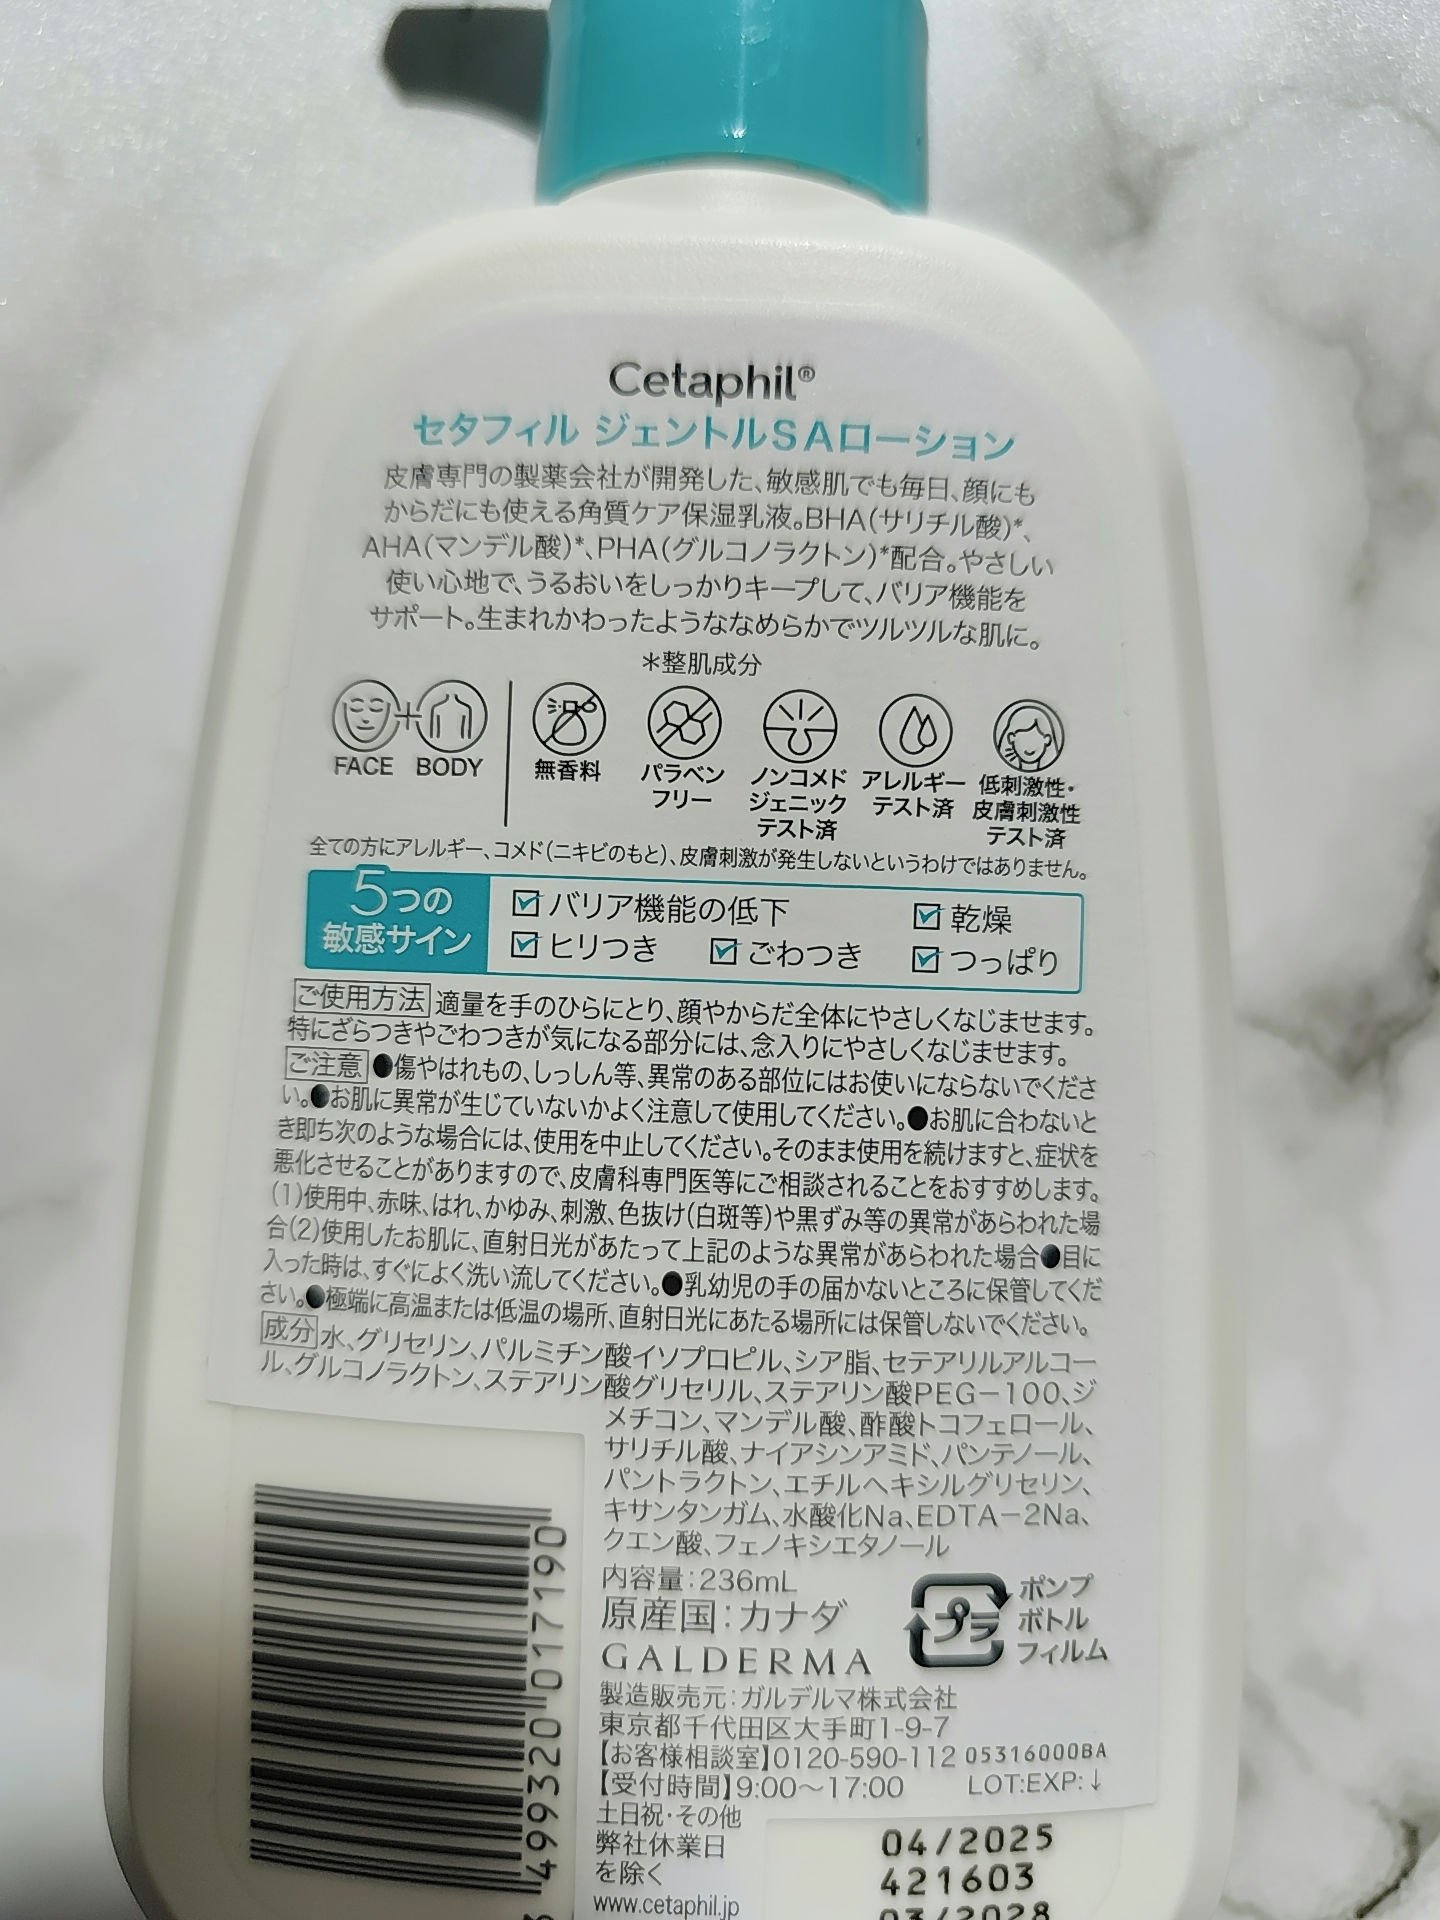 Cetaphil®
セタフィル ジェントルSAローション
皮膚専門の製薬会社が開発した、敏感肌でも毎日、顔にも
からだにも使える角質ケア保湿乳液。BHA(サリチル酸)*、
AHA(マンデル酸)*、PHA(グルコノラクトン)*配合。やさしい
使い心地で、うるおいをしっかりキープして、バリア機能を
サポート。生まれかわったようななめらかでツルツルな肌に。
＊整肌成分
FACE BODY
無香料
パラベン
フリー
ノンコメド
ジェニック
テスト済
アレルギー
テスト済
低刺激性・
皮膚刺激性
テスト済
全ての方にアレルギー、コメド(ニキビのもと)、皮膚刺激が発生しないというわけではありません。
5つの
敏感サイン
バリア機能の低下 乾燥
ヒリつき ごわつき つっぱり
ご使用方法 適量を手のひらにとり、顔やからだ全体にやさしくなじませます。
特にざらつきやごわつきが気になる部分には、念入りにやさしくなじませます。
ご注意 ●傷やはれもの、しっしん等、異常のある部位にはお使いにならないでくださ
い。●お肌に異常が生じていないかよく注意して使用してください。●お肌に合わないと
き即ち次のような場合には、使用を中止してください。そのまま使用を続けますと、症状を
悪化させることがありますので、皮膚科専門医等にご相談されることをおすすめします。
(1)使用中、赤味、はれ、かゆみ、刺激、色抜け(白斑等)や黒ずみ等の異常があらわれた場
合(2)使用したお肌に、直射日光があたって上記のような異常があらわれた場合●目に
入った時は、すぐによく洗い流してください。●乳幼児の手の届かないところに保管してくだ
さい。●極端に高温または低温の場所、直射日光にあたる場所には保管しないでください。
成分 水、グリセリン、パルミチン酸イソプロピル、シア脂、セテアリルアルコー
ル、グルコノラクトン、ステアリン酸グリセリル、ステアリン酸PEG－100、ジ
メチコン、マンデル酸、酢酸トコフェロール、
サリチル酸、ナイアシンアミド、パンテノール、
パントラクトン、エチルヘキシルグリセリン、
キサンタンガム、水酸化Na、EDTA－2Na、
クエン酸、フェノキシエタノール
内容量：236mL
原産国：カナダ
GALDERMA
プラ
ポンプ
ボトル
フィルム
製造販売元：ガルデルマ株式会社
東京都千代田区大手町1-9-7
【お客様相談室】0120-590-112
【受付時間】9:00～17:00
土日祝・その他
弊社休業日
を除く
www.cetaphil.jp
05316000BA
LOT:EXP:↓
04/2025
421603
03/2028
499320 017190